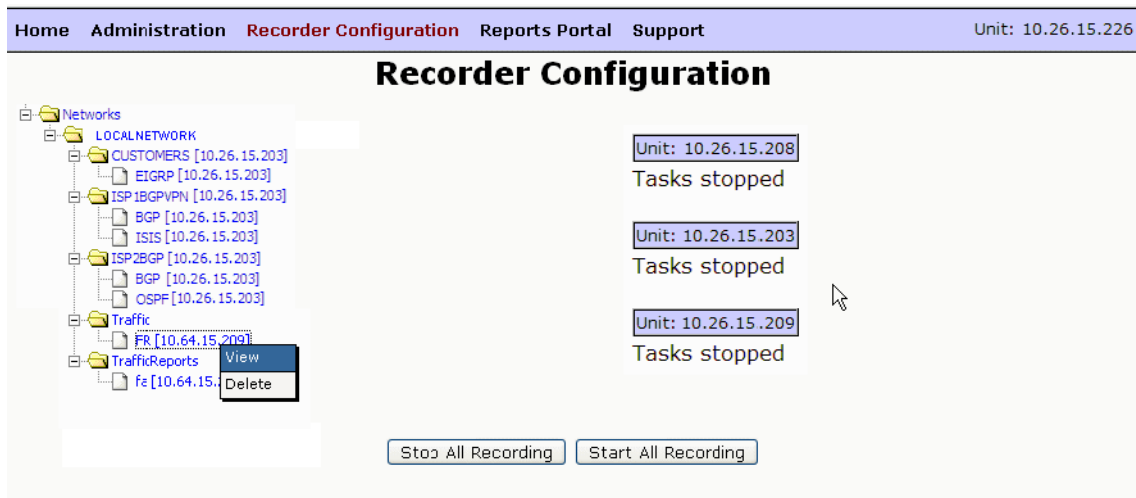 Home Administration Recorder Configuration Reports Portal Support Unit: 10.26.15.226
Recorder Configuration
Networks
LOCALNETWORK
CUSTOMERS [10.26.15.203]
EIGRP [10.26.15.203]
ISP1BGPVPN [10.26.15.203]
BGP [10.26.15.203]
ISIS [10.26.15.203]
ISP2BGP [10.26.15.203]
BGP [10.26.15.203]
OSPF [10.26.15.203]
Traffic
FR [10.64.15.209]
View
TrafficReports
fa [10.64.15.
Delete
Unit: 10.26.15.208
Tasks stopped
Unit: 10.26.15.203
Tasks stopped
Unit: 10.26.15.209
Tasks stopped
Stop All Recording Start All Recording